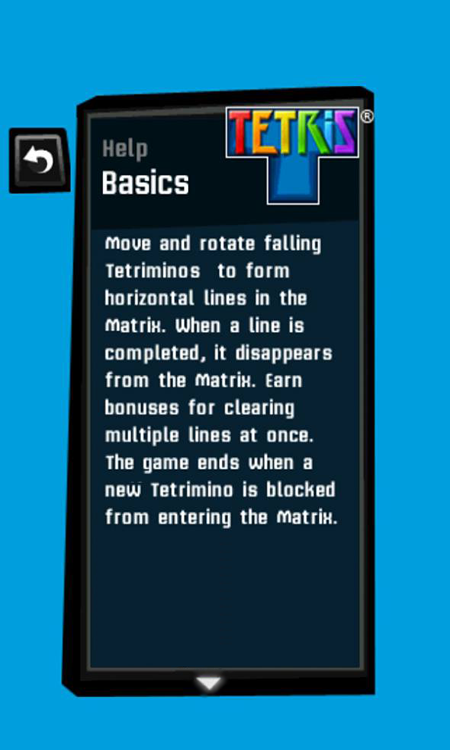 TETRIS®
Help
Basics
Move and rotate falling
Tetriminos to form
horizontal lines in the
Matrix. When a line is
completed, it disappears
from the Matrix. Earn
bonuses for clearing
multiple lines at once.
The game ends when a
new Tetrimino is blocked
from entering the Matrix.